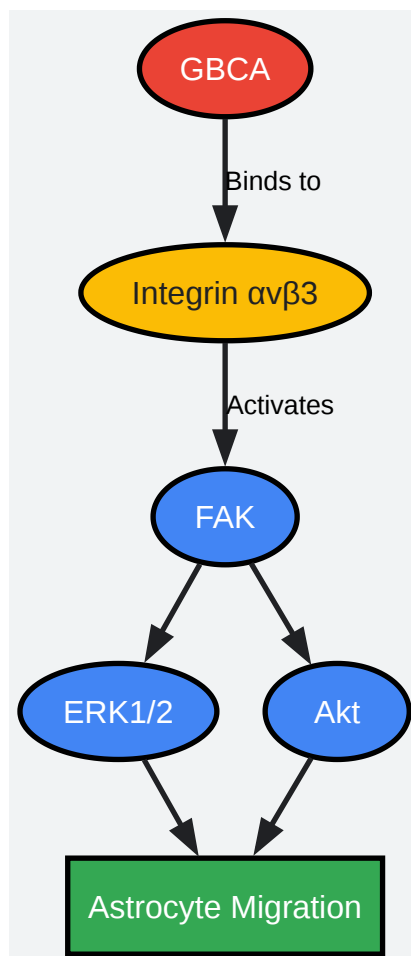 GBCA
Binds to
Integrin αvβ3
Activates
FAK
ERK1/2
Akt
Astrocyte Migration